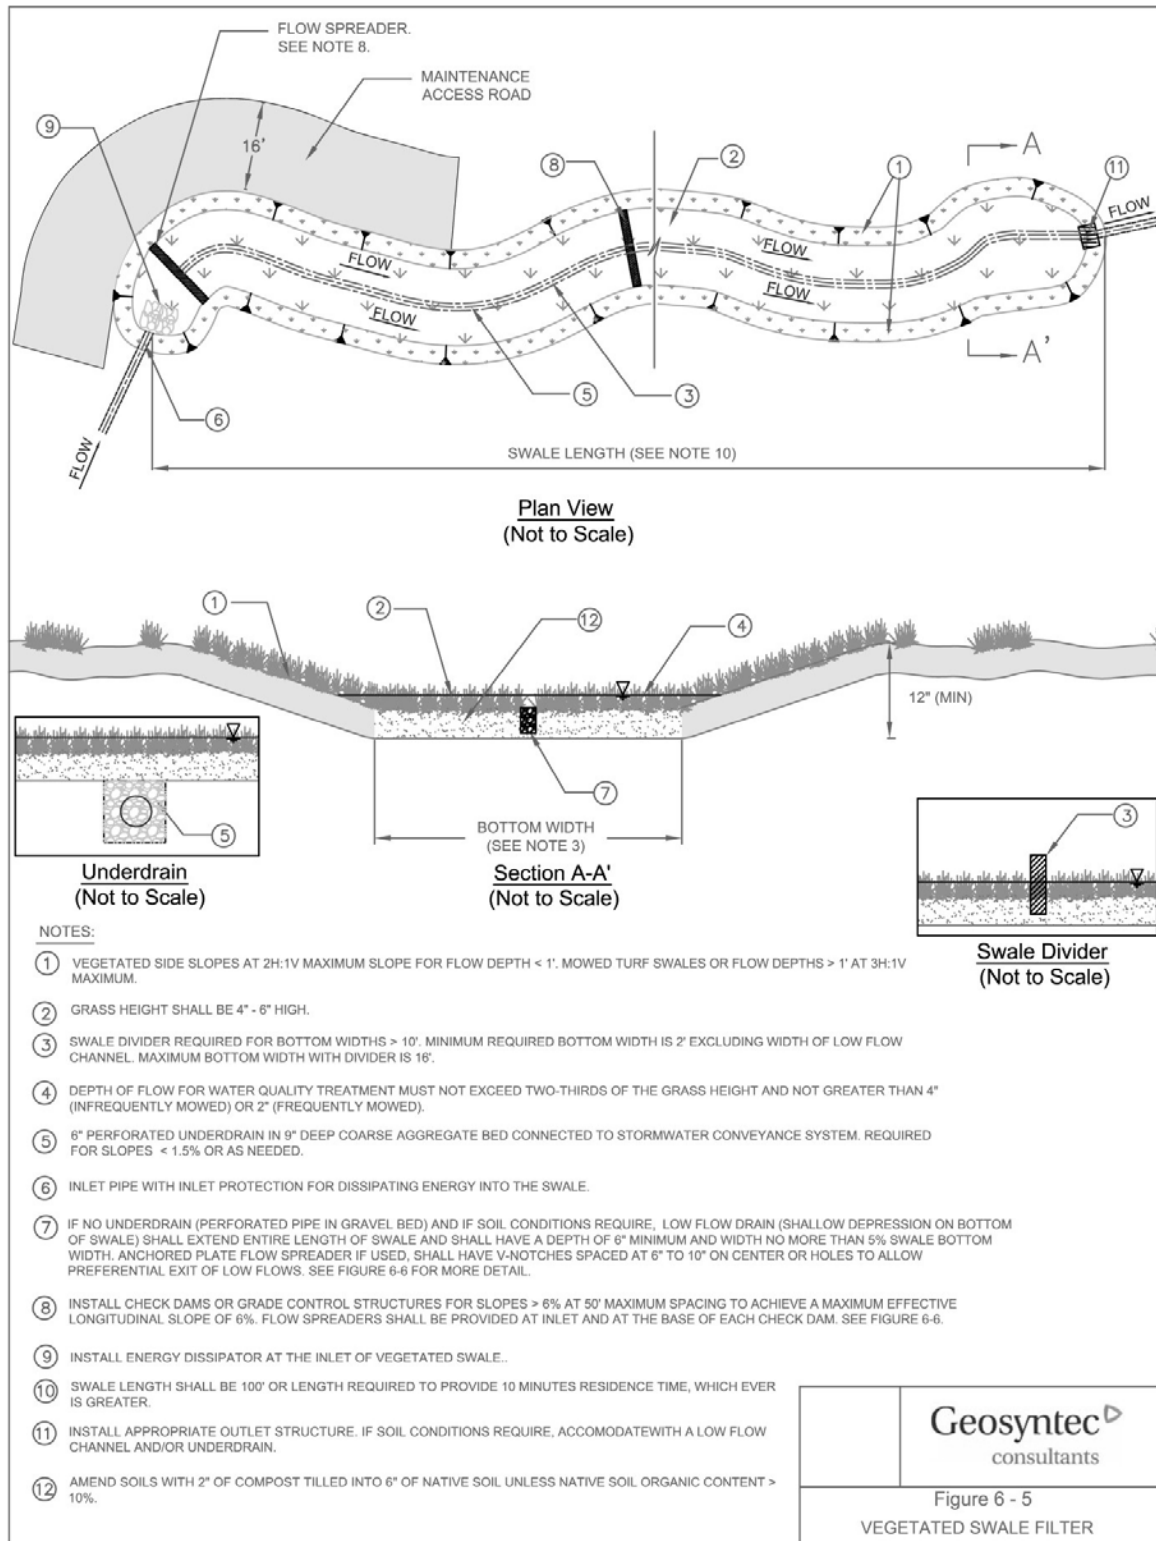 FLOW SPREADER.
SEE NOTE 8.
MAINTENANCE
ACCESS ROAD
9
16'
8
2
1
A
11
FLOW
FLOW
FLOW
FLOW
FLOW
A'
6
5
3
FLOW
SWALE LENGTH (SEE NOTE 10)
Plan View
(Not to Scale)
1
2
12
4
12" (MIN)
7
5
3
BOTTOM WIDTH
(SEE NOTE 3)
Underdrain
(Not to Scale)
Section A-A'
(Not to Scale)
Swale Divider
(Not to Scale)
NOTES:
1 VEGETATED SIDE SLOPES AT 2H:1V MAXIMUM SLOPE FOR FLOW DEPTH < 1'. MOWED TURF SWALES OR FLOW DEPTHS > 1' AT 3H:1V
MAXIMUM.
2 GRASS HEIGHT SHALL BE 4" - 6" HIGH.
3 SWALE DIVIDER REQUIRED FOR BOTTOM WIDTHS > 10'. MINIMUM REQUIRED BOTTOM WIDTH IS 2' EXCLUDING WIDTH OF LOW FLOW
CHANNEL. MAXIMUM BOTTOM WIDTH WITH DIVIDER IS 16'.
4 DEPTH OF FLOW FOR WATER QUALITY TREATMENT MUST NOT EXCEED TWO-THIRDS OF THE GRASS HEIGHT AND NOT GREATER THAN 4"
(INFREQUENTLY MOWED) OR 2" (FREQUENTLY MOWED).
5 6" PERFORATED UNDERDRAIN IN 9" DEEP COARSE AGGREGATE BED CONNECTED TO STORMWATER CONVEYANCE SYSTEM. REQUIRED
FOR SLOPES < 1.5% OR AS NEEDED.
6 INLET PIPE WITH INLET PROTECTION FOR DISSIPATING ENERGY INTO THE SWALE.
7 IF NO UNDERDRAIN (PERFORATED PIPE IN GRAVEL BED) AND IF SOIL CONDITIONS REQUIRE, LOW FLOW DRAIN (SHALLOW DEPRESSION ON BOTTOM
OF SWALE) SHALL EXTEND ENTIRE LENGTH OF SWALE AND SHALL HAVE A DEPTH OF 6" MINIMUM AND WIDTH NO MORE THAN 5% SWALE BOTTOM
WIDTH. ANCHORED PLATE FLOW SPREADER IF USED, SHALL HAVE V-NOTCHES SPACED AT 6" TO 10" ON CENTER OR HOLES TO ALLOW
PREFERENTIAL EXIT OF LOW FLOWS. SEE FIGURE 6-6 FOR MORE DETAIL.
8 INSTALL CHECK DAMS OR GRADE CONTROL STRUCTURES FOR SLOPES > 6% AT 50' MAXIMUM SPACING TO ACHIEVE A MAXIMUM EFFECTIVE
LONGITUDINAL SLOPE OF 6%. FLOW SPREADERS SHALL BE PROVIDED AT INLET AND AT THE BASE OF EACH CHECK DAM. SEE FIGURE 6-6.
9 INSTALL ENERGY DISSIPATOR AT THE INLET OF VEGETATED SWALE..
10 SWALE LENGTH SHALL BE 100' OR LENGTH REQUIRED TO PROVIDE 10 MINUTES RESIDENCE TIME, WHICH EVER
IS GREATER.
11 INSTALL APPROPRIATE OUTLET STRUCTURE. IF SOIL CONDITIONS REQUIRE, ACCOMODATEWITH A LOW FLOW
CHANNEL AND/OR UNDERDRAIN.
12 AMEND SOILS WITH 2" OF COMPOST TILLED INTO 6" OF NATIVE SOIL UNLESS NATIVE SOIL ORGANIC CONTENT >
10%.
Geosyntec
consultants
Figure 6 - 5
VEGETATED SWALE FILTER